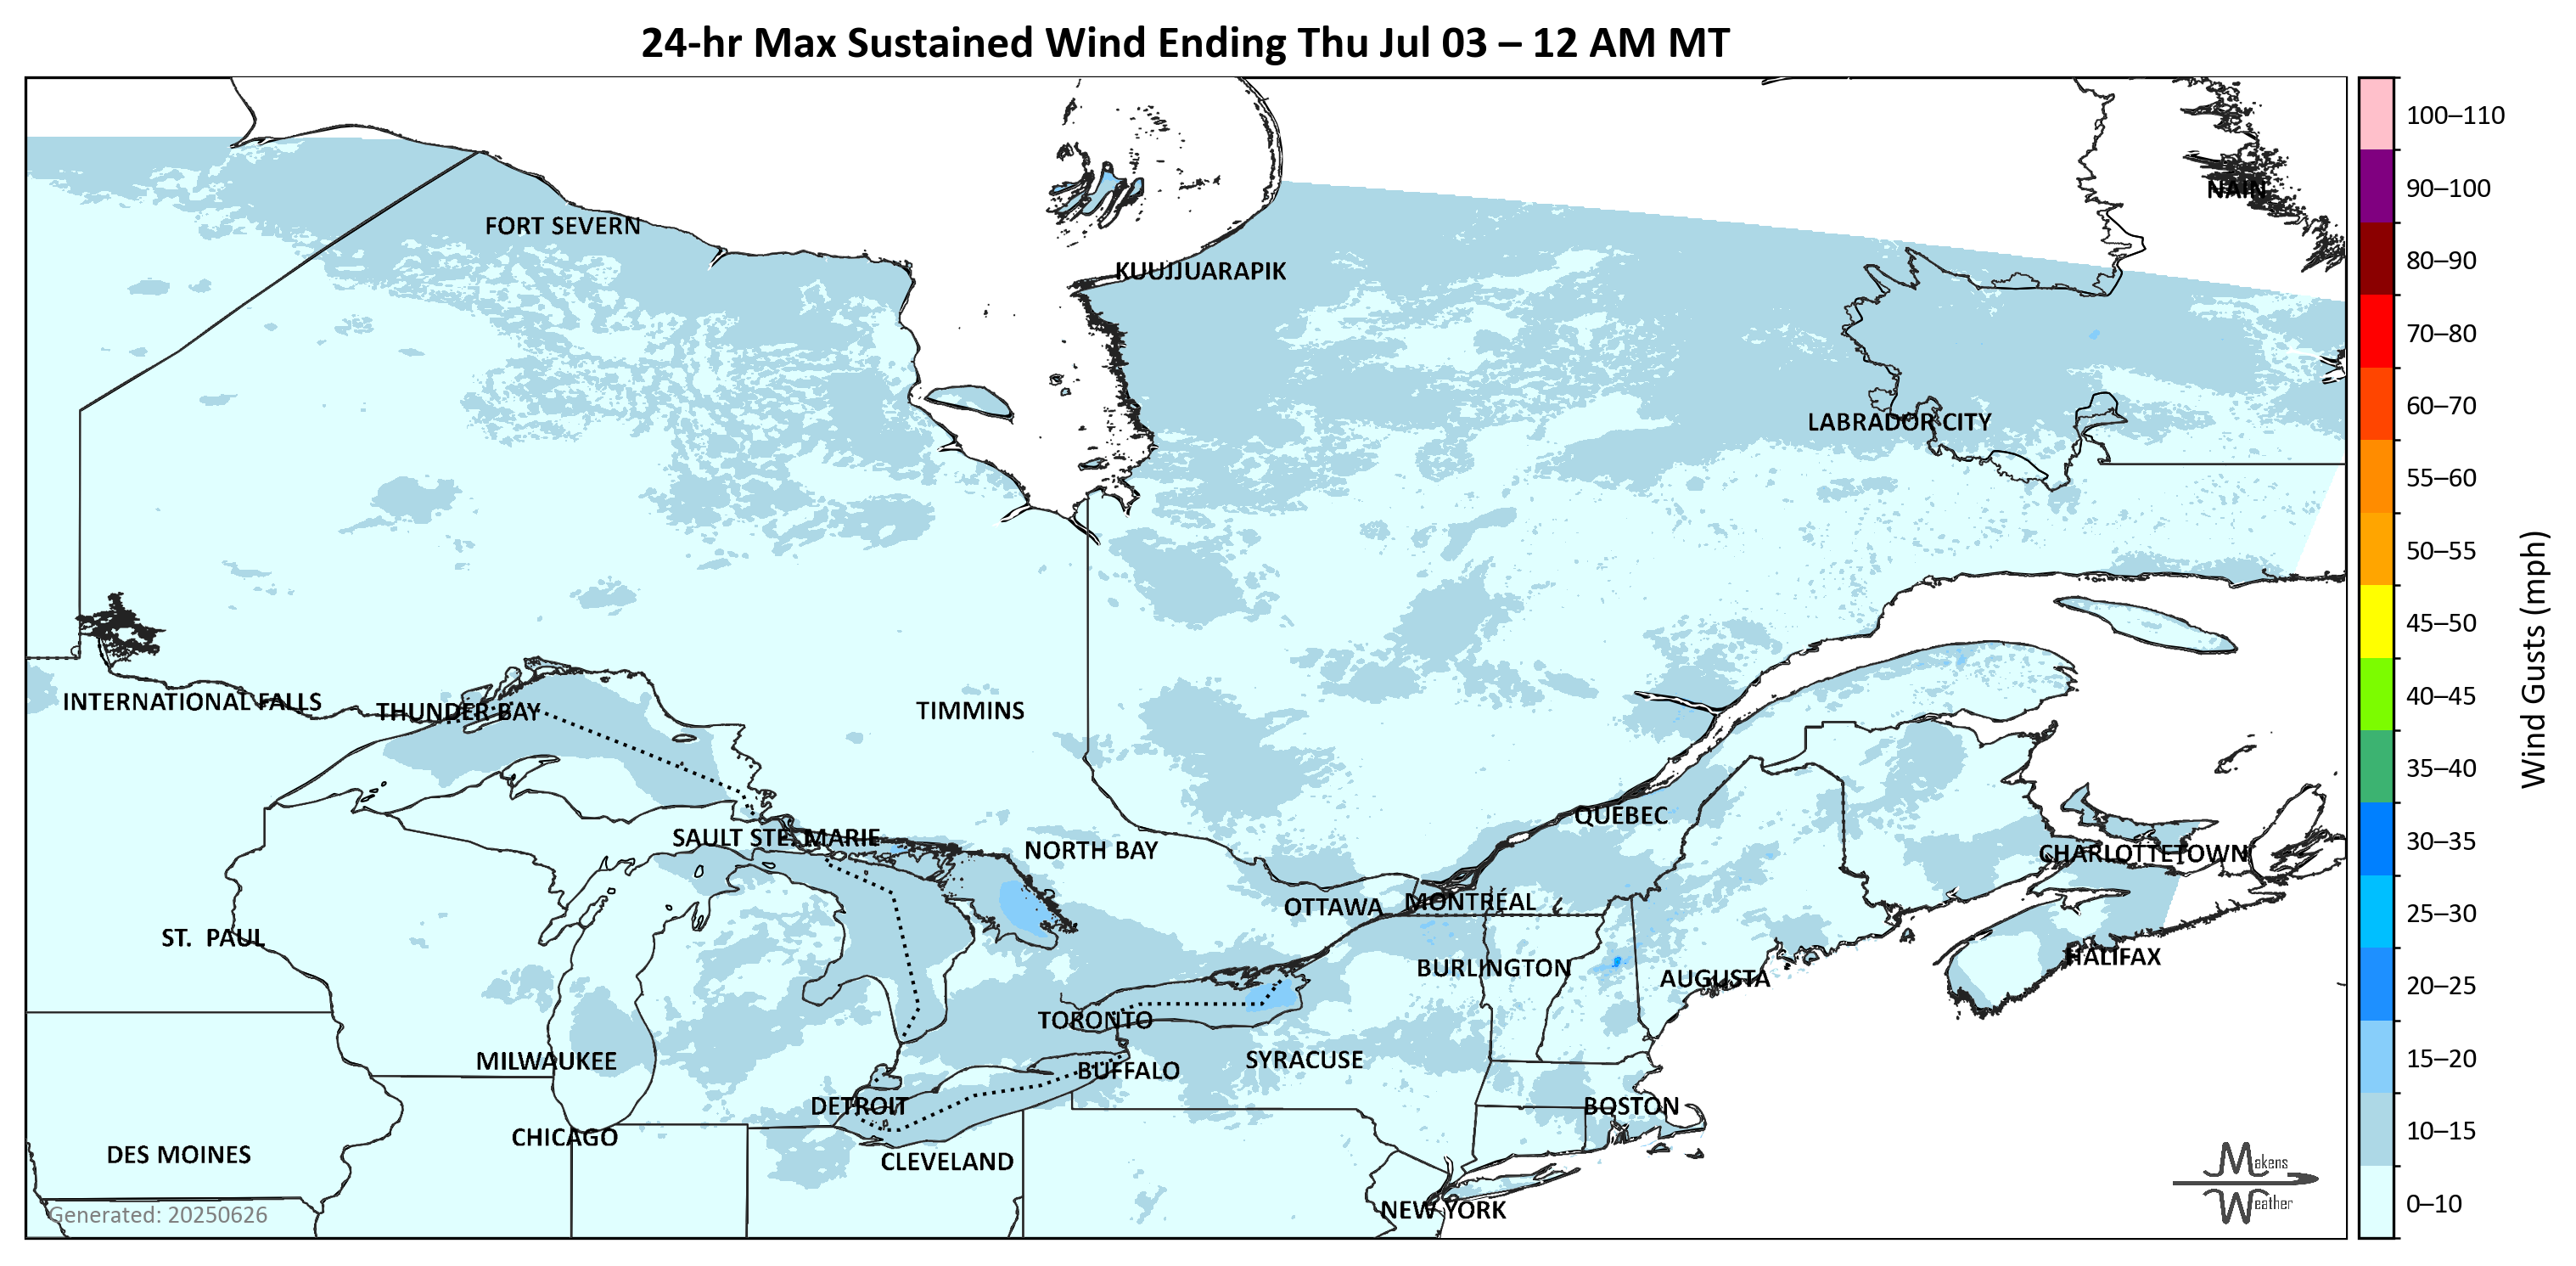 24-hr Max Sustained Wind Ending Thu Jul 03 – 12 AM MT
100–110
90–100
NAIN
FORT SEVERN
80–90
KUUJJUARAPIK
70–80
60–70
LABRADOR CITY
55–60
50–55
45–50
Wind Gusts (mph)
40–45
INTERNATIONAL FALLS
THUNDER BAY
TIMMINS
35–40
QUÉBEC
30–35
SAULT STE. MARIE
NORTH BAY
CHARLOTTETOWN
OTTAWA
MONTRÉAL
25–30
ST. PAUL
BURLINGTON
AUGUSTA
HALIFAX
20–25
TORONTO
MILWAUKEE
SYRACUSE
15–20
BUFFALO
DETROIT
BOSTON
10–15
CHICAGO
DES MOINES
CLEVELAND
Makens
Weather
NEW YORK
0–10
Generated: 20250626